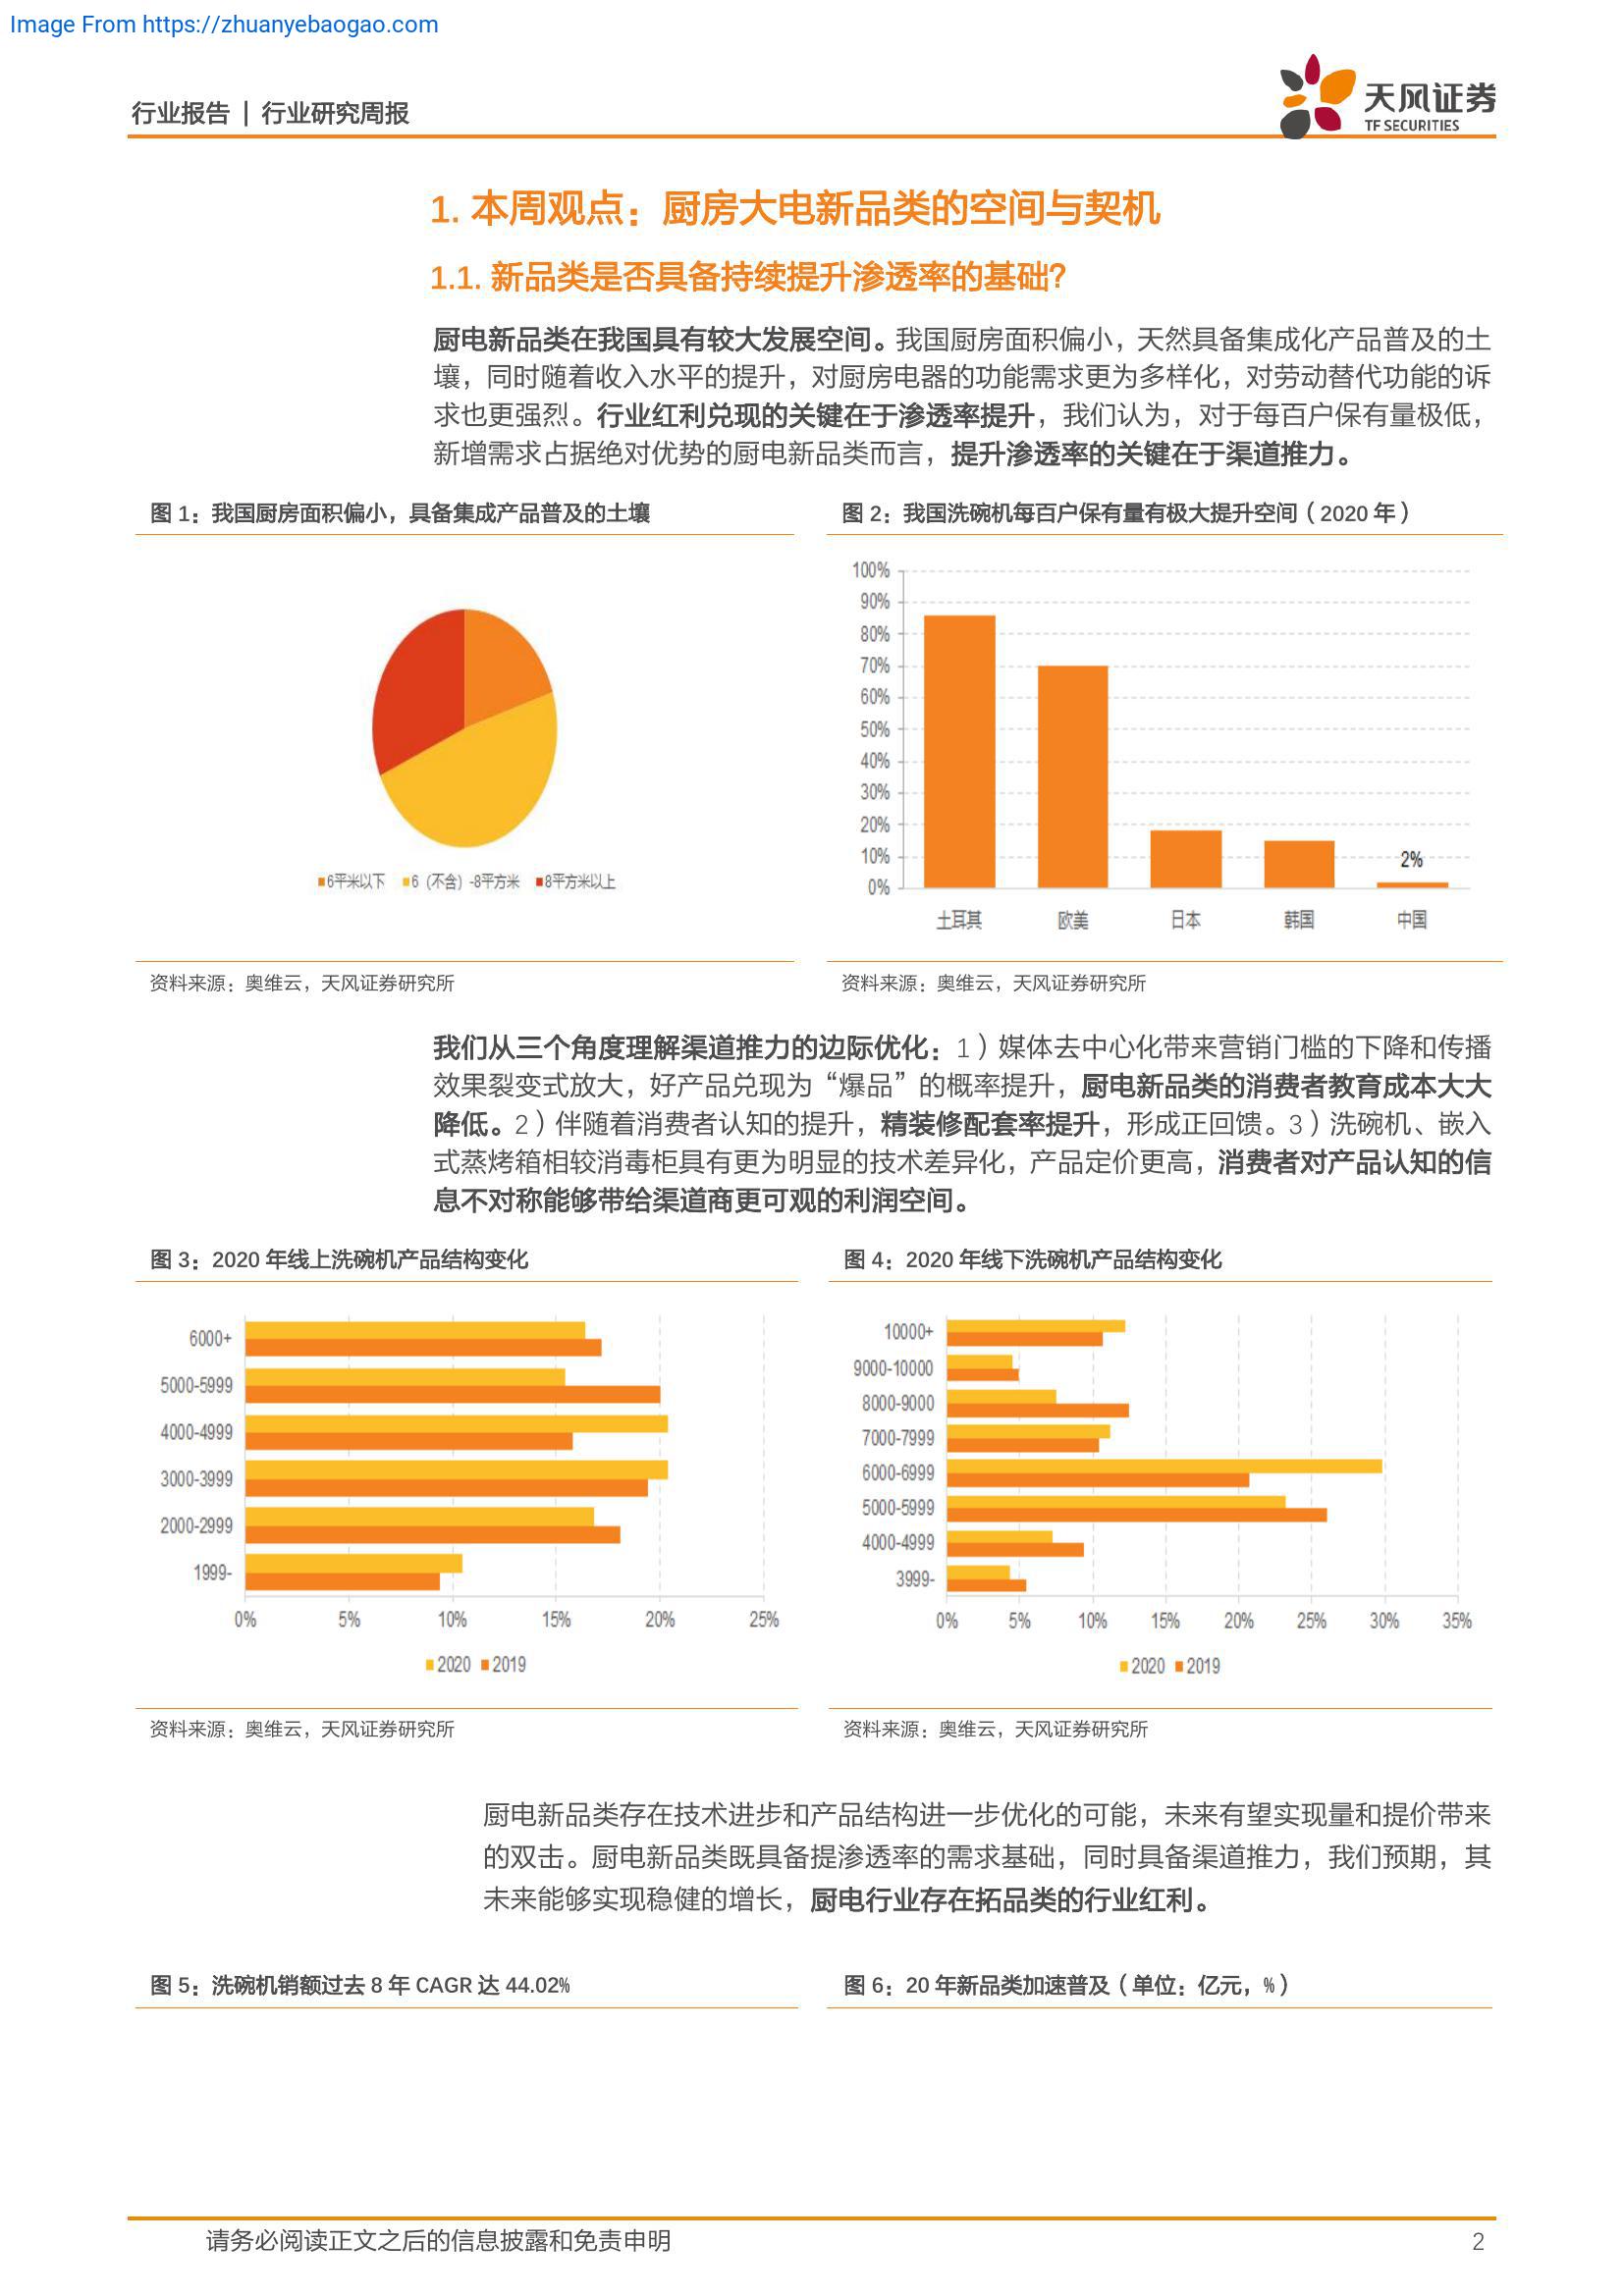 Image From https://zhuanyebaogao.com
行业报告 | 行业研究周报
天风证券
TF SECURITIES
1. 本周观点：厨房大电新品类的空间与契机
1.1. 新品类是否具备持续提升渗透率的基础？
厨电新品类在我国具有较大发展空间。我国厨房面积偏小，天然具备集成化产品普及的土
壤，同时随着收入水平的提升，对厨房电器的功能需求更为多样化，对劳动替代功能的诉
求也更强烈。行业红利兑现的关键在于渗透率提升，我们认为，对于每百户保有量极低，
新增需求占据绝对优势的厨电新品类而言，提升渗透率的关键在于渠道推力。
图 1：我国厨房面积偏小，具备集成产品普及的土壤
6平米以下 6（不含）-8平方米 8平方米以上
资料来源：奥维云，天风证券研究所
图 2：我国洗碗机每百户保有量有极大提升空间（2020 年）
100%
90%
80%
70%
60%
50%
40%
30%
20%
10%
0%
2%
土耳其 欧美 日本 韩国 中国
资料来源：奥维云，天风证券研究所
我们从三个角度理解渠道推力的边际优化：1）媒体去中心化带来营销门槛的下降和传播
效果裂变式放大，好产品兑现为“爆品”的概率提升，厨电新品类的消费者教育成本大大
降低。2）伴随着消费者认知的提升，精装修配套率提升，形成正回馈。3）洗碗机、嵌入
式蒸烤箱相较消毒柜具有更为明显的技术差异化，产品定价更高，消费者对产品认知的信
息不对称能够带给渠道商更可观的利润空间。
图 3：2020 年线上洗碗机产品结构变化
6000+
5000-5999
4000-4999
3000-3999
2000-2999
1999-
0% 5% 10% 15% 20% 25%
2020 2019
资料来源：奥维云，天风证券研究所
图 4：2020 年线下洗碗机产品结构变化
10000+
9000-10000
8000-9000
7000-7999
6000-6999
5000-5999
4000-4999
3999-
0% 5% 10% 15% 20% 25% 30% 35%
2020 2019
资料来源：奥维云，天风证券研究所
厨电新品类存在技术进步和产品结构进一步优化的可能，未来有望实现量和提价带来
的双击。厨电新品类既具备提渗透率的需求基础，同时具备渠道推力，我们预期，其
未来能够实现稳健的增长，厨电行业存在拓品类的行业红利。
图 5：洗碗机销额过去 8 年 CAGR 达 44.02%
图 6：20 年新品类加速普及（单位：亿元，%）
请务必阅读正文之后的信息披露和免责申明
2